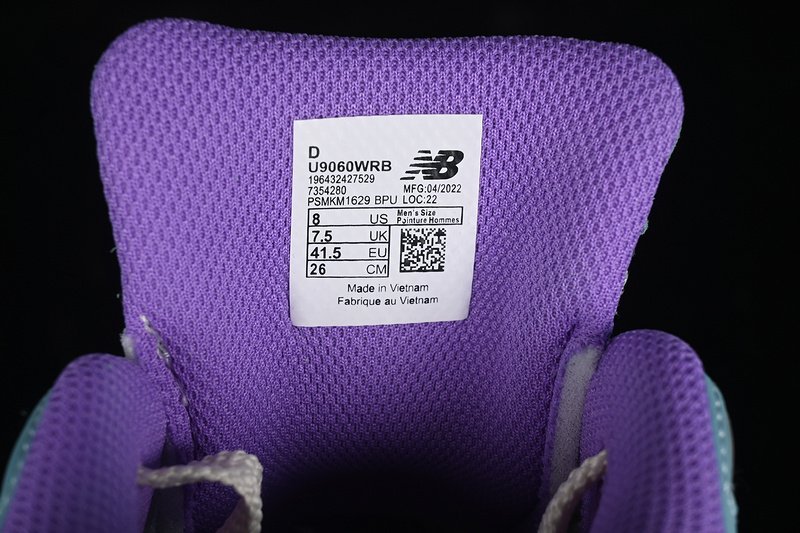 D
U9060WRB
196432427529
7354280 MFG:04/2022
PSMKM1629 BPU LOC:22
8 US Men's Size
Pointure Hommes
7.5 UK
41.5 EU
26 CM
Made in Vietnam
Fabrique au Vietnam
NB